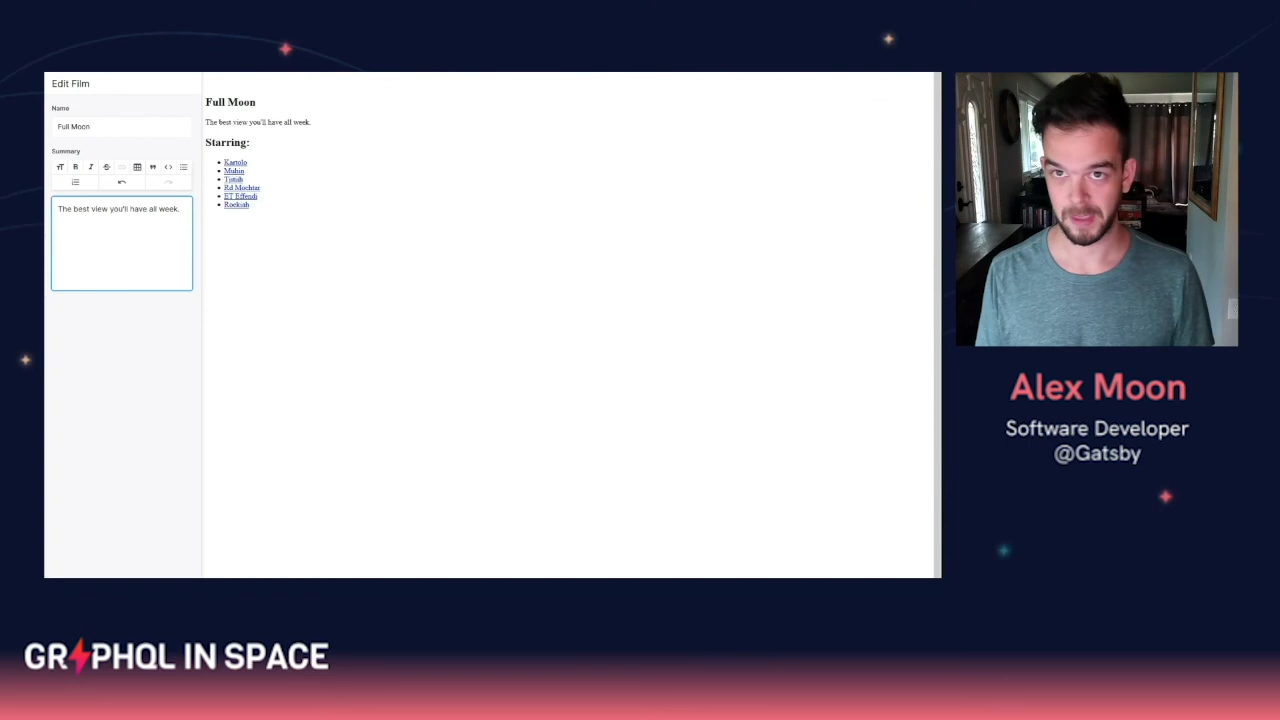 Edit Film
Name
Full Moon
Summary
The best view you'll have all week.
Full Moon
The best view you'll have all week.
Starring:
Kartolo
Muhin
Rd Mochtar
ET Effendi
Roekiah
Alex Moon
Software Developer
@Gatsby
GRAPHQL IN SPACE